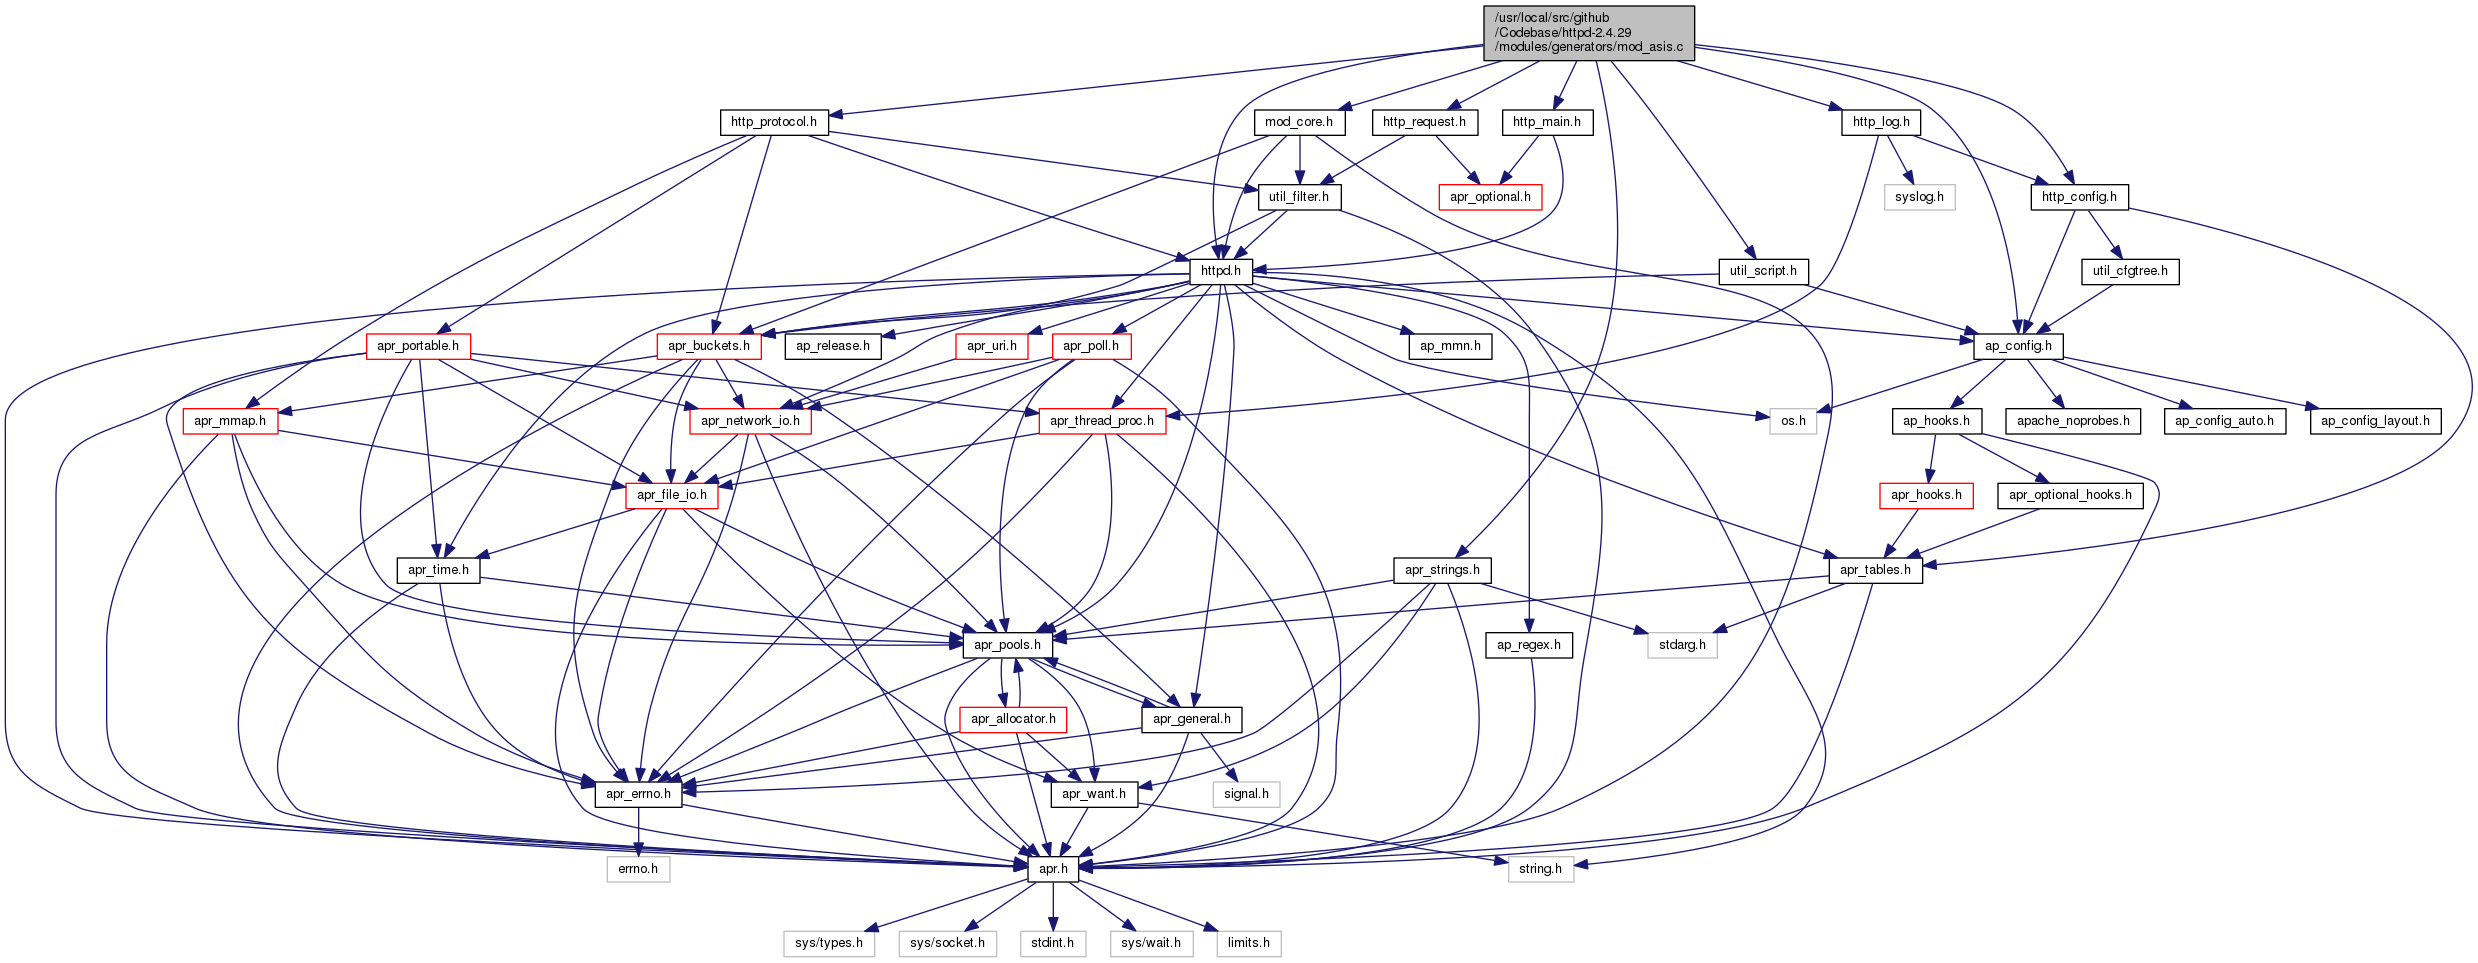 /usr/local/src/github
/Codebase/httpd-2.4.29
/modules/generators/mod_asis.c
http_protocol.h
mod_core.h
http_request.h
http_main.h
http_log.h
util_filter.h
apr_optional.h
syslog.h
http_config.h
httpd.h
util_script.h
util_cfgtree.h
apr_portable.h
apr_buckets.h
ap_release.h
apr_uri.h
apr_poll.h
ap_mmn.h
ap_config.h
apr_mmap.h
apr_network_io.h
apr_thread_proc.h
os.h
ap_hooks.h
apache_noprobes.h
ap_config_auto.h
ap_config_layout.h
apr_file_io.h
apr_hooks.h
apr_optional_hooks.h
apr_time.h
apr_strings.h
apr_tables.h
apr_pools.h
ap_regex.h
stdarg.h
apr_allocator.h
apr_general.h
apr_errno.h
apr_want.h
signal.h
errno.h
apr.h
string.h
sys/types.h
sys/socket.h
stdint.h
sys/wait.h
limits.h